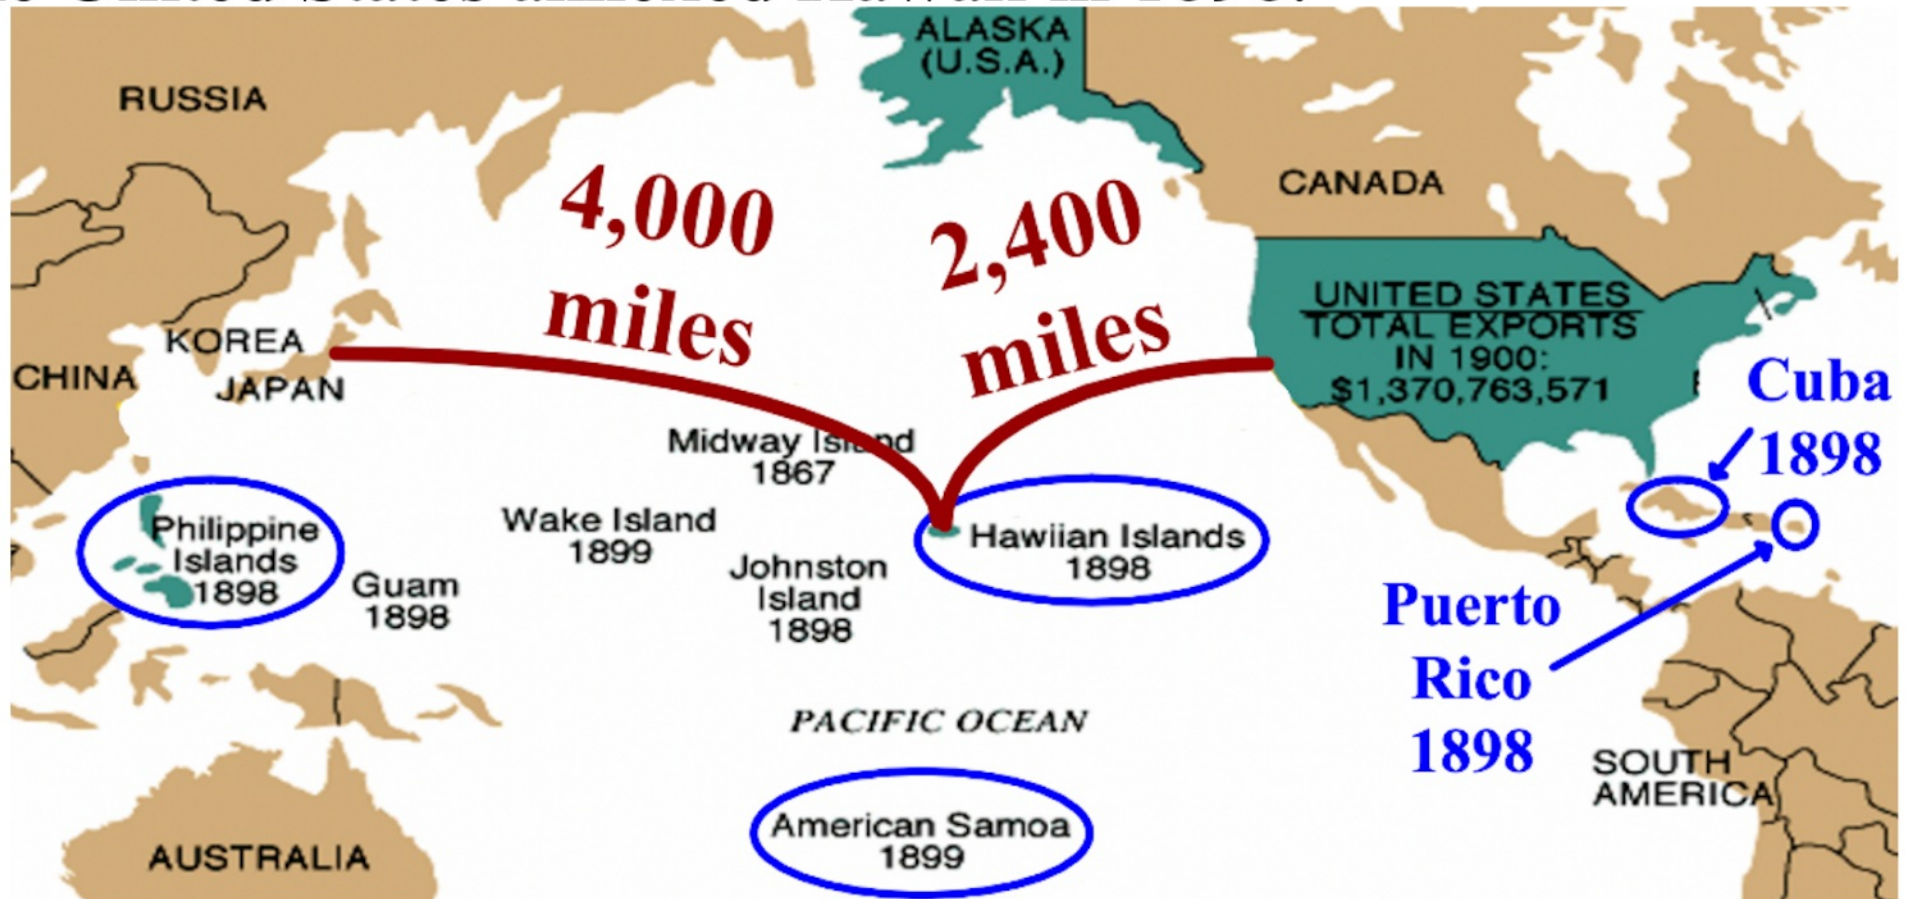 ALASKA
(U.S.A.)
RUSSIA
CANADA
4,000
miles
2,400
miles
UNITED STATES
TOTAL EXPORTS
IN 1900:
$1,370,763,571
KOREA
JAPAN
CHINA
Cuba
1898
Midway Island
1867
Wake Island
1899
Hawiian Islands
1898
Philippine
Islands
1898
Guam
1898
Johnston
Island
1898
Puerto
Rico
1898
PACIFIC OCEAN
SOUTH
AMERICA
American Samoa
1899
AUSTRALIA